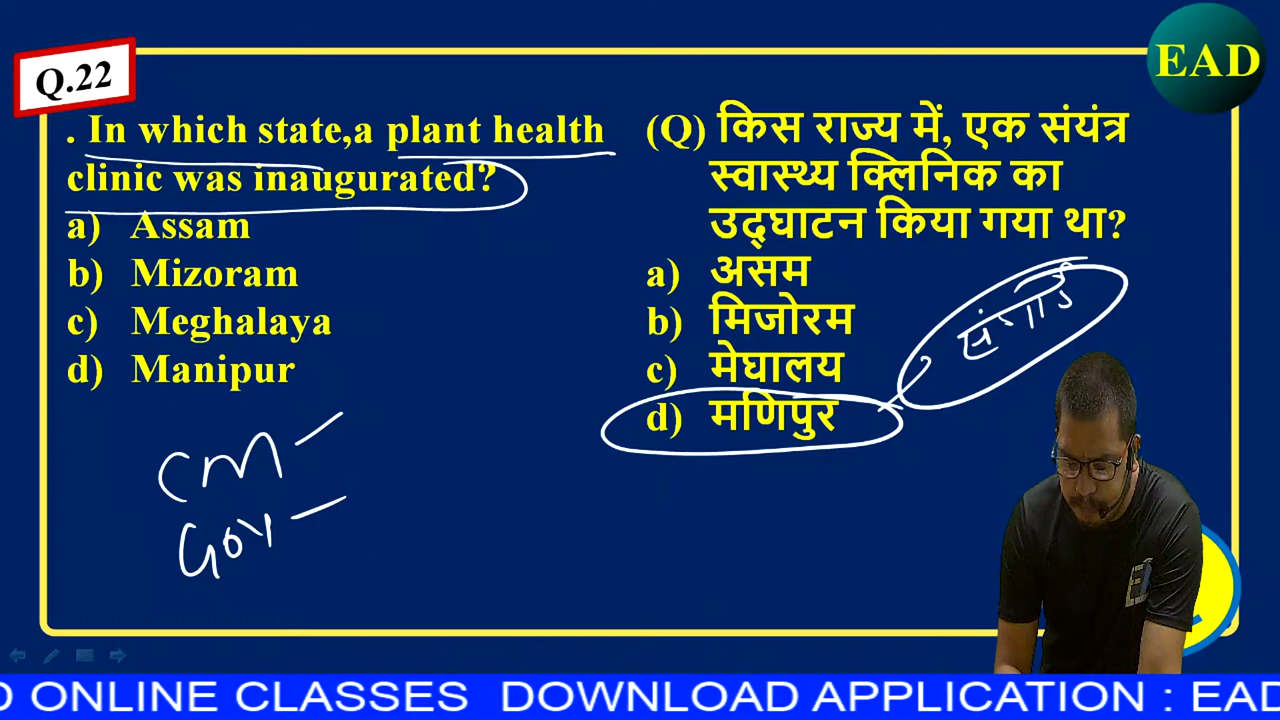 Q.22
EAD
. In which state,a plant health
clinic was inaugurated?
a) Assam
b) Mizoram
c) Meghalaya
d) Manipur
(Q) किस राज्य में, एक संयंत्र
स्वास्थ्य क्लिनिक का
उद्घाटन किया गया था?
a) असम
b) मिजोरम
c) मेघालय
d) मणिपुर
CM -
Gov -
D ONLINE CLASSES DOWNLOAD APPLICATION : EAD